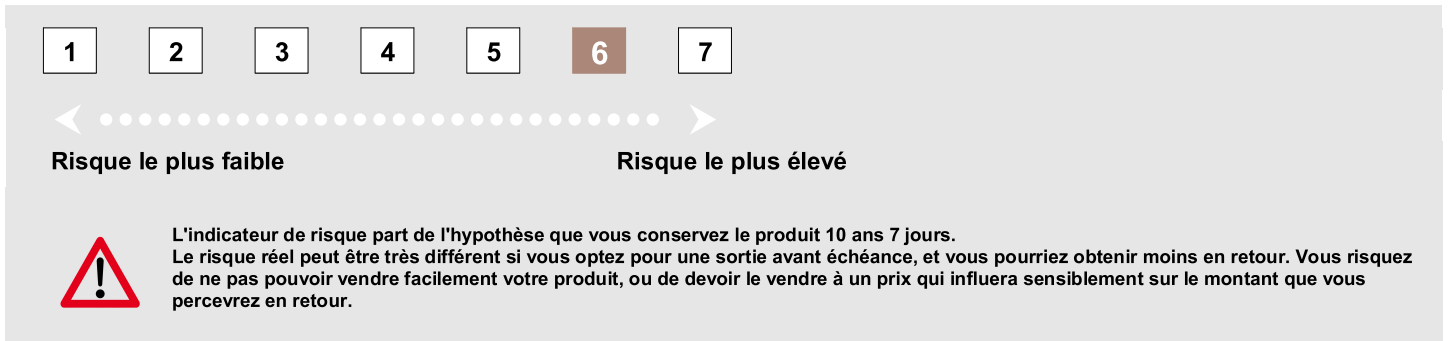 1 2 3 4 5 6 7
Risque le plus faible Risque le plus élevé
L'indicateur de risque part de l'hypothèse que vous conservez le produit 10 ans 7 jours.
Le risque réel peut être très différent si vous optez pour une sortie avant échéance, et vous pourriez obtenir moins en retour. Vous risquez
de ne pas pouvoir vendre facilement votre produit, ou de devoir le vendre à un prix qui influera sensiblement sur le montant que vous
percevrez en retour.